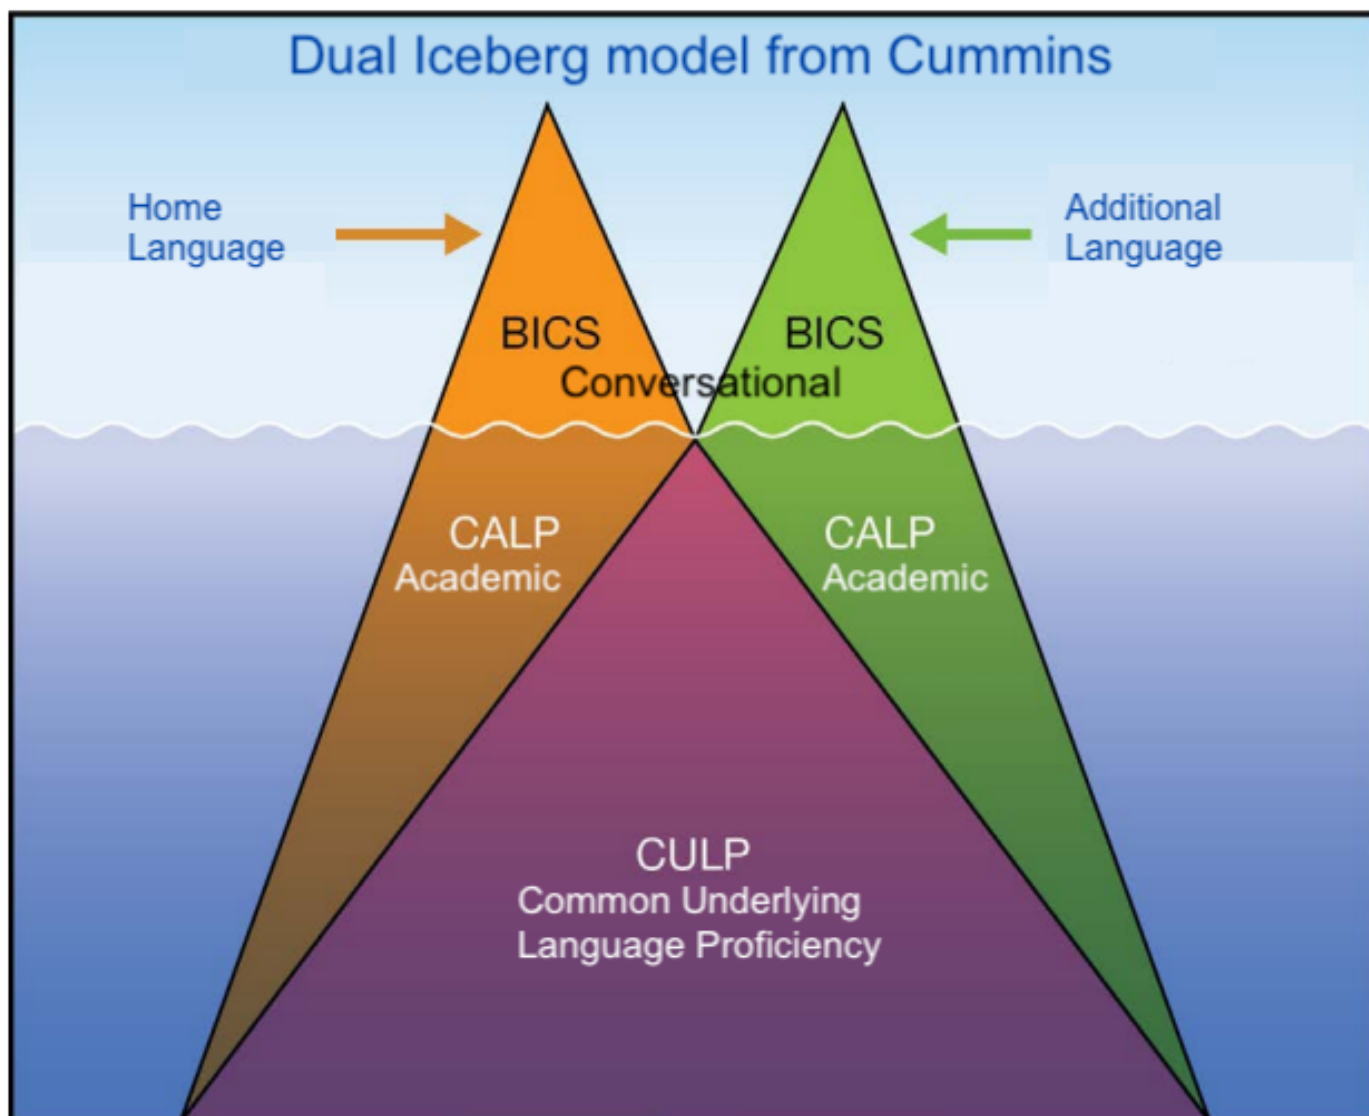 Dual Iceberg model from Cummins
Home
Language
Additional
Language
BICS
BICS
Conversational
CALP
Academic
CALP
Academic
CULP
Common Underlying
Language Proficiency